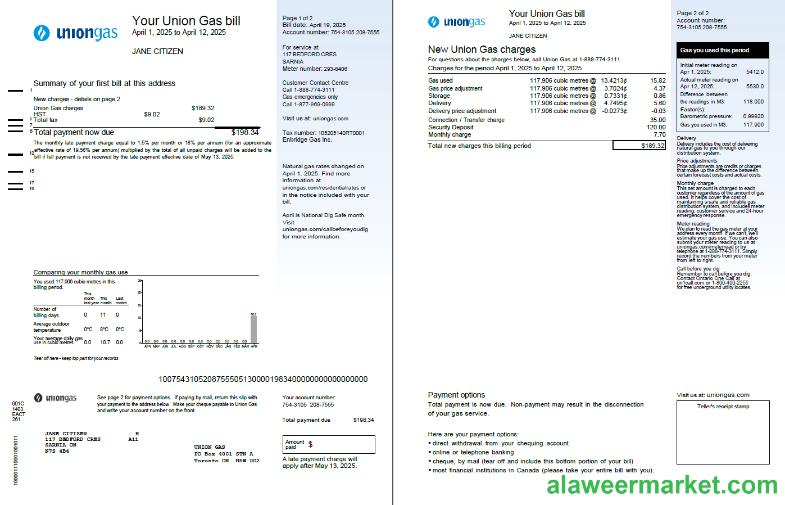 uniongas
Your Union Gas bill
April 1, 2025 to April 12, 2025
JANE CITIZEN
Page 1 of 2
Bill date: April 19, 2025
Account number:
754-3105 208-7555
For service at
117 BEDFORD CRES
SARNIA
Meter number: 293-6406
Customer Contact Centre
Call 1-888-774-3111
Gas emergencies only
Call 1-877-969-0999
Visit us at: uniongas.com
Tax number: 105205140RT0001
Enbridge Gas Inc.
Natural gas rates changed on
April 1, 2025. Find more
information at
uniongas.com/residentialrates or
in the notice included with your
bill.
April is National Dig Safe month.
Visit
uniongas.com/callbeforeyoudig
for more information.
Summary of your first bill at this address
New charges - debate on page 2
Union Gas charges $189.32
HST $9.02
Total tax $9.02
Total payment now due $198.34
The monthly late payment charge equal to 1.5% per month or 18% per annum (for an approximate
effective rate of 19.56% per annum) multiplied by the total of all unpaid charges will be added to the
bill if full payment is not received by the late payment effective date of May 13, 2025.
Comparing your monthly gas use
You used 117.900 cubic metres in this
billing period.
This month last year This month Last month
Number of
billing days 0 11 0
Average outdoor
temperature 0°C 8°C 0°C
Your average daily gas
use in cubic metres 0.0 10.7 0.0
APR MAY JUN JUL AUG SEP OCT NOV DEC JAN FEB MAR APR
Tear off here - keep top part for your records
uniongas
See page 2 for payment options. If paying by mail, return this slip with
your payment to the address below. Make your cheque payable to Union Gas
and write your account number on the front.
Your account number:
754-3105 208-7555
Total payment due $198.34
Amount
paid $
A late payment charge will
apply after May 13, 2025.
JANE CITIZEN
117 BEDFORD CRES
SARNIA ON
N7S 4B4
UNION GAS
PO Box 4001 STN A
Toronto ON
Your Union Gas bill
April 1, 2025 to April 12, 2025
JANE CITIZEN
uniongas
Page 2 of 2
Account number:
754-3105 208-7555
New Union Gas charges
For questions about the charges below, call Union Gas at 1-888-774-3111.
Charges for the period April 1, 2025 to April 12, 2025
Gas used 117.906 cubic metres @ 13.4213¢ 15.82
Gas price adjustment 117.906 cubic metres @ 3.7024¢ 4.37
Storage 117.906 cubic metres @ 0.7331¢ 0.86
Delivery 117.906 cubic metres @ 4.7495¢ 5.60
Delivery price adjustment 117.906 cubic metres @ -0.0273¢ -0.03
Connection / Transfer charge 35.00
Security Deposit 120.00
Monthly charge 7.70
Total new charges this billing period $189.32
Gas you used this period
Initial meter reading on
Apr 1, 2025: 5412.0
Actual meter reading on
Apr 12, 2025: 5530.0
Difference between
the readings in M3: 118.000
Factor(s):
Barometric pressure: 0.99920
Gas you used in M3: 117.900
Delivery
Delivery includes the cost of delivering
natural gas to you through our
distribution system.
Price adjustments
Price adjustments are credits or charges
that make up the difference between
certain forecast costs and actual costs.
Monthly charge
This set amount is charged to each
customer regardless of the amount of gas
used. It helps cover the cost of
maintaining a safe and reliable gas
distribution system, and includes meter
reading, customer service and 24-hour
emergency response.
Meter reading
We plan to read the gas meter at your
address every month. If we can't, we'll
estimate your gas use. You can also
submit your meter reading to us at
uniongas.com/meterread or by
telephone at 1-888-774-3111. Simply
record the numbers from your meter
from left to right.
Call before you dig
Remember to call before you dig.
Contact Ontario One Call at
on1call.com or 1-800-400-2255
for free underground utility locates.
Payment options
Total payment is now due. Non-payment may result in the disconnection
of your gas service.
Here are your payment options:
• direct withdrawal from your chequing account
• online or telephone banking
• cheque, by mail (tear off and include this bottom portion of your bill)
• most financial institutions in Canada (please take your entire bill with you).
Visit us at: uniongas.com
Teller's receipt stamp
alaweermarket.com